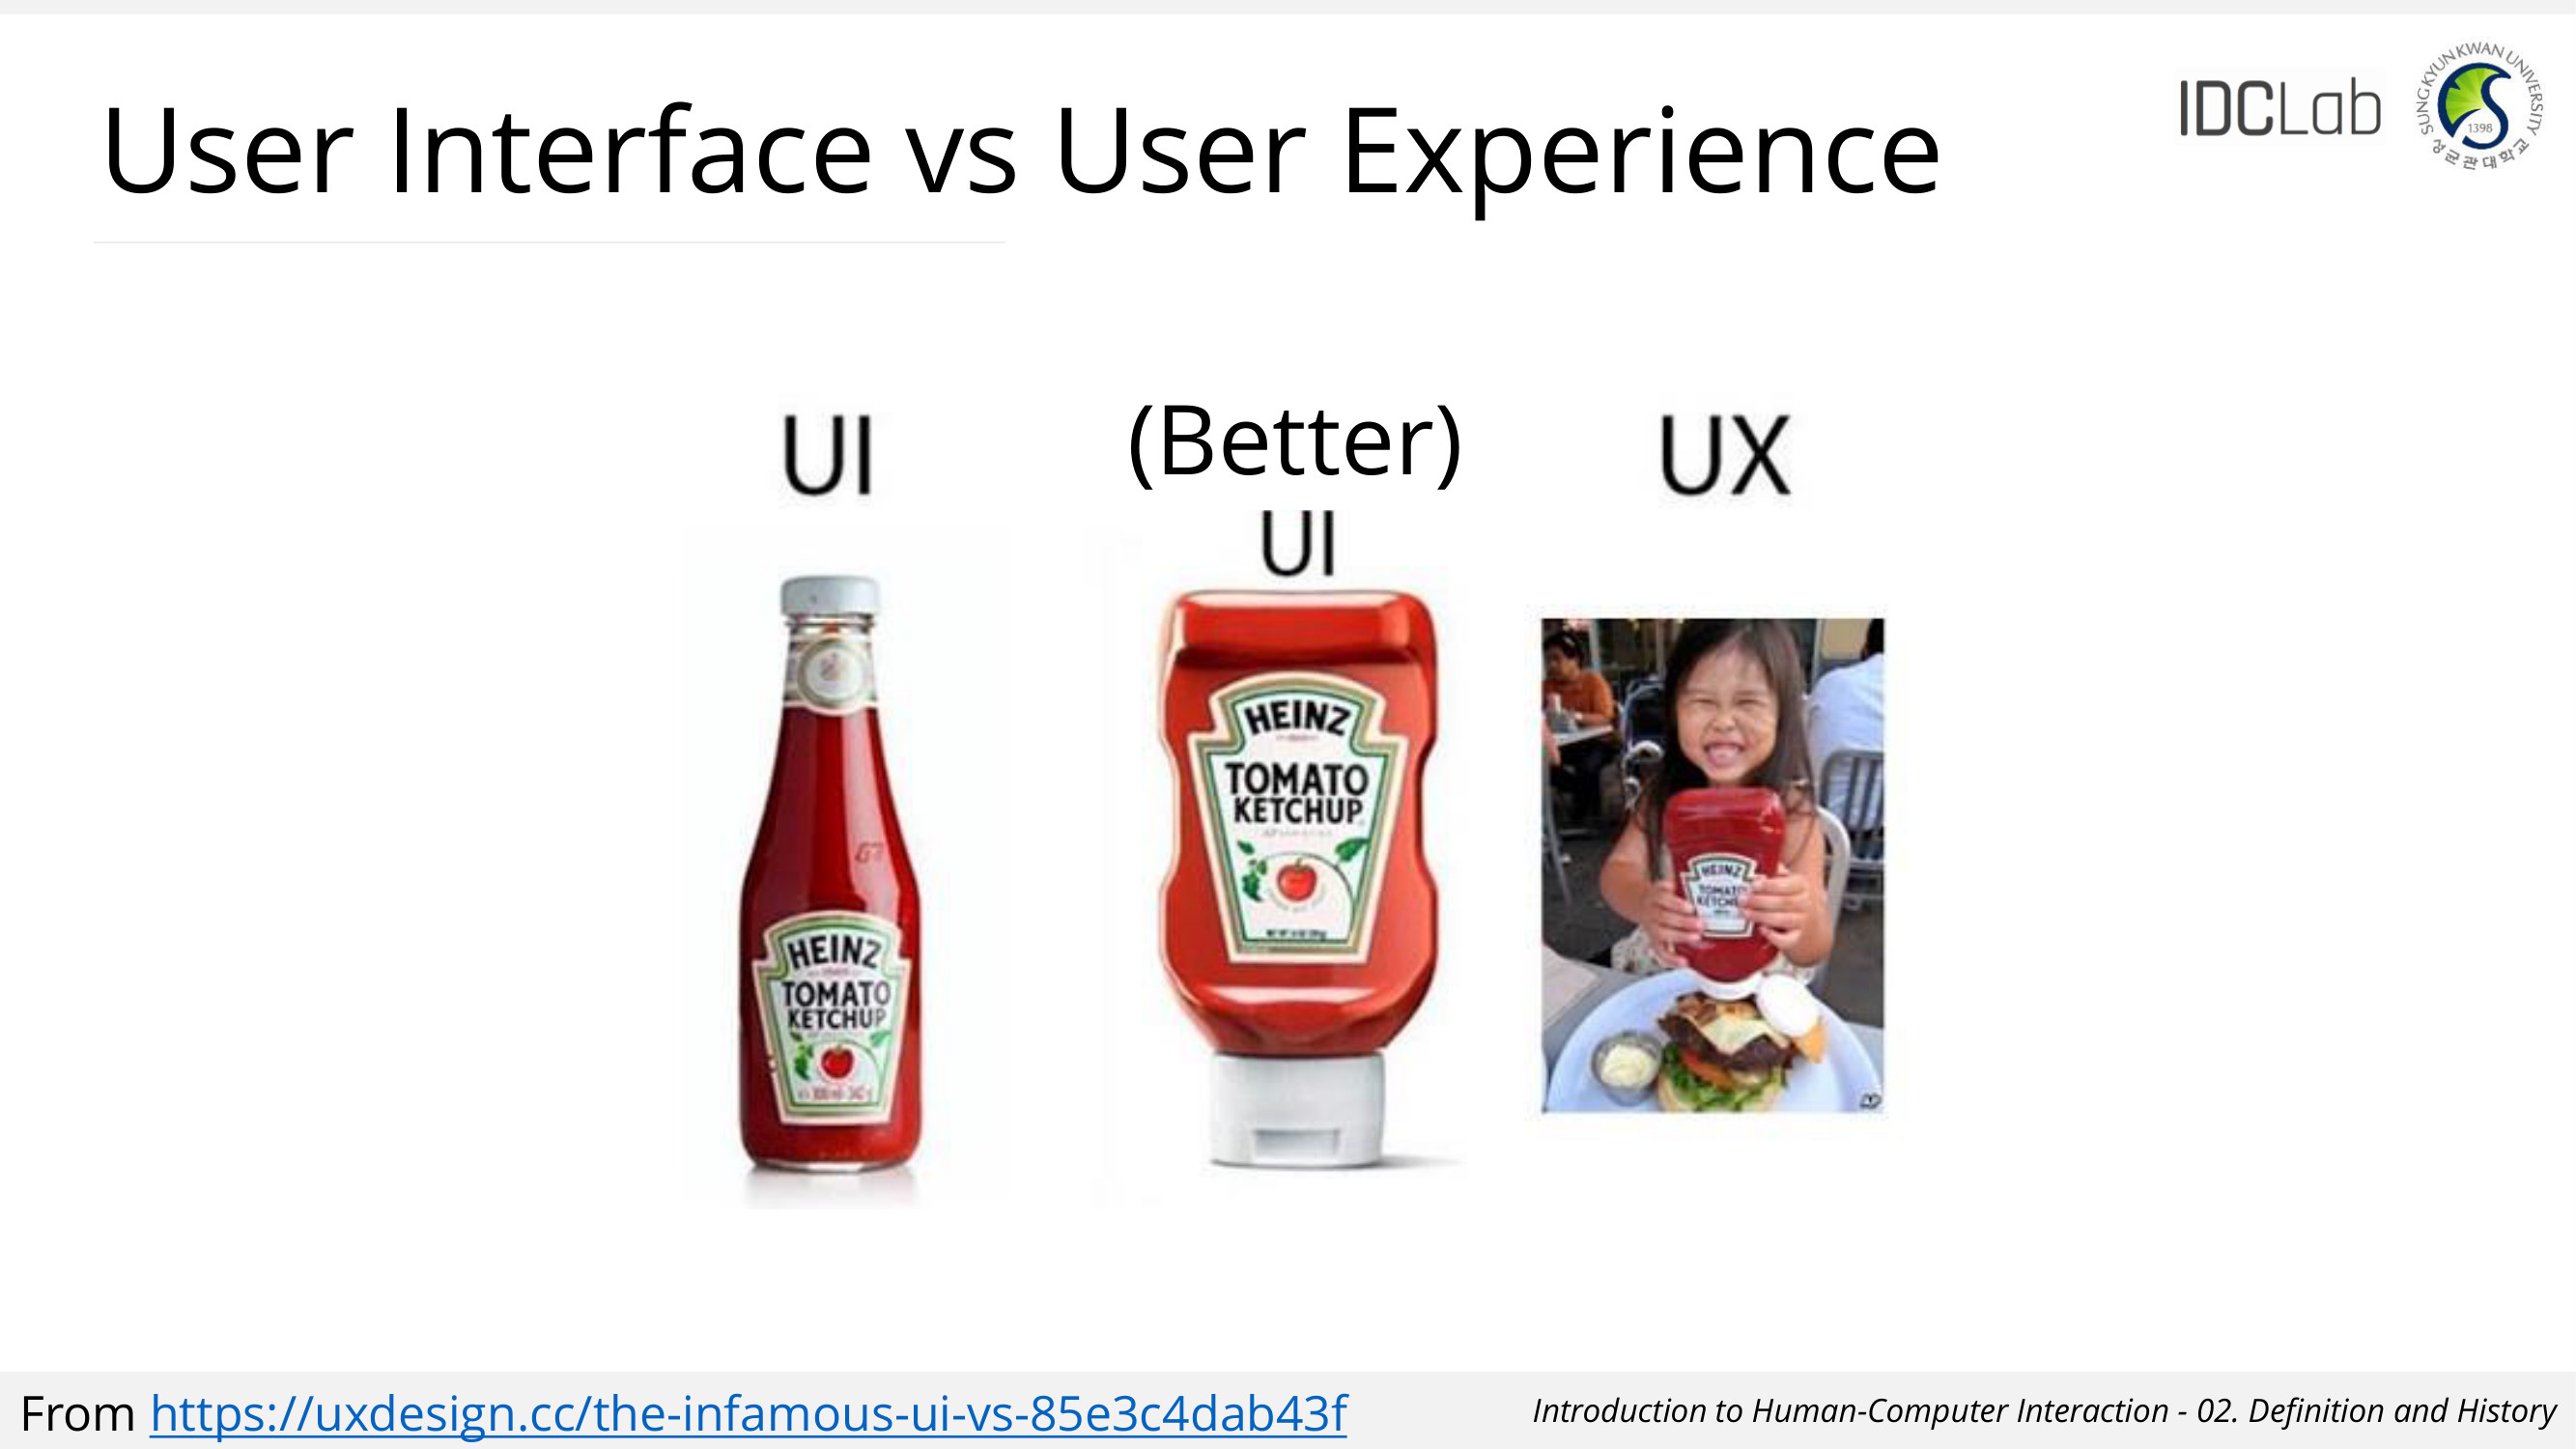 User Interface vs User Experience
IDCLab
SUNGKYUNKWAN UNIVERSITY
1398
성균관대학교
UI
(Better)
UI
UX
HEINZ
TOMATO
KETCHUP
HEINZ
TOMATO
KETCHUP
HEINZ
TOMATO
KETCHUP
From https://uxdesign.cc/the-infamous-ui-vs-85e3c4dab43f
Introduction to Human-Computer Interaction - 02. Definition and History